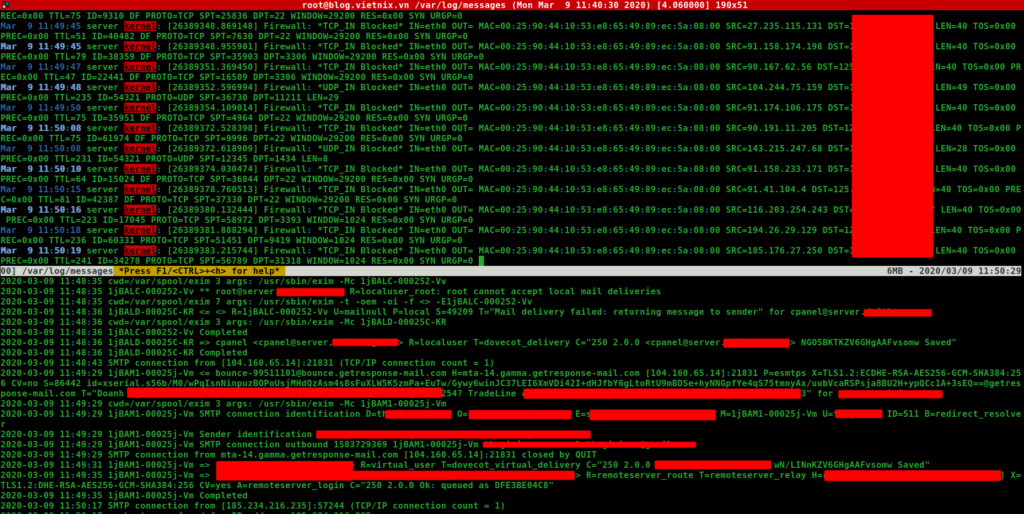 root@blog.vietnix.vn /var/log/messages (Mon Mar  9 11:40:30 2020) [4.060000] 190x51
RES=0x00 TTL=75 ID=9310 DF PROTO=TCP SPT=25836 DPT=22 WINDOW=29200 RES=0x00 SYN URGP=0
Mar  9 11:49:45 server kernel: [26389348.869148] Firewall: *TCP_IN Blocked* IN=eth0 OUT= MAC=00:25:90:44:10:53:e8:65:49:89:ec:5a:08:00 SRC=27.235.115.131 DST= LEN=40 TOS=0x00
PREC=0x00 TTL=51 ID=40482 DF PROTO=TCP SPT=7630 DPT=22 WINDOW=29200 RES=0x00 SYN URGP=0
Mar  9 11:49:45 server kernel: [26389348.955901] Firewall: *TCP_IN Blocked* IN=eth0 OUT= MAC=00:25:90:44:10:53:e8:65:49:89:ec:5a:08:00 SRC=91.158.174.198 DST= LEN=40 TOS=0x00
PREC=0x00 TTL=79 ID=38359 DF PROTO=TCP SPT=35903 DPT=3306 WINDOW=29200 RES=0x00 SYN URGP=0
Mar  9 11:49:47 server kernel: [26389351.369450] Firewall: *TCP_IN Blocked* IN=eth0 OUT= MAC=00:25:90:44:10:53:e8:65:49:89:ec:5a:08:00 SRC=90.167.62.56 DST=125 EN=40 TOS=0x00 PR
EC=0x00 TTL=47 ID=22441 DF PROTO=TCP SPT=16509 DPT=3306 WINDOW=29200 RES=0x00 SYN URGP=0
Mar  9 11:49:48 server kernel: [26389352.596994] Firewall: *UDP_IN Blocked* IN=eth0 OUT= MAC=00:25:90:44:10:53:e8:65:49:89:ec:5a:08:00 SRC=104.244.75.159 DST= LEN=49 TOS=0x00
PREC=0x00 TTL=235 ID=54321 PROTO=UDP SPT=36730 DPT=11211 LEN=29
Mar  9 11:49:50 server kernel: [26389354.109014] Firewall: *TCP_IN Blocked* IN=eth0 OUT= MAC=00:25:90:44:10:53:e8:65:49:89:ec:5a:08:00 SRC=91.174.106.175 DST= LEN=40 TOS=0x00
PREC=0x00 TTL=75 ID=35951 DF PROTO=TCP SPT=4964 DPT=22 WINDOW=29200 RES=0x00 SYN URGP=0
Mar  9 11:50:08 server kernel: [26389372.528398] Firewall: *TCP_IN Blocked* IN=eth0 OUT= MAC=00:25:90:44:10:53:e8:65:49:89:ec:5a:08:00 SRC=90.191.11.205 DST=12 LEN=40 TOS=0x00 P
REC=0x00 TTL=75 ID=61974 DF PROTO=TCP SPT=9996 DPT=22 WINDOW=29200 RES=0x00 SYN URGP=0
Mar  9 11:50:08 server kernel: [26389372.618909] Firewall: *UDP_IN Blocked* IN=eth0 OUT= MAC=00:25:90:44:10:53:e8:65:49:89:ec:5a:08:00 SRC=143.215.247.68 DST=1 LEN=28 TOS=0x00
PREC=0x00 TTL=231 ID=54321 PROTO=UDP SPT=12345 DPT=1434 LEN=8
Mar  9 11:50:10 server kernel: [26389374.030474] Firewall: *TCP_IN Blocked* IN=eth0 OUT= MAC=00:25:90:44:10:53:e8:65:49:89:ec:5a:08:00 SRC=91.158.233.171 DST= LEN=40 TOS=0x00
PREC=0x00 TTL=64 ID=15024 DF PROTO=TCP SPT=36844 DPT=22 WINDOW=29200 RES=0x00 SYN URGP=0
Mar  9 11:50:15 server kernel: [26389378.760513] Firewall: *TCP_IN Blocked* IN=eth0 OUT= MAC=00:25:90:44:10:53:e8:65:49:89:ec:5a:08:00 SRC=91.41.104.4 DST=125. EN=40 TOS=0x00 PRE
C=0x00 TTL=81 ID=42387 DF PROTO=TCP SPT=37330 DPT=22 WINDOW=29200 RES=0x00 SYN URGP=0
Mar  9 11:50:16 server kernel: [26389380.132444] Firewall: *TCP_IN Blocked* IN=eth0 OUT= MAC=00:25:90:44:10:53:e8:65:49:89:ec:5a:08:00 SRC=116.203.254.243 DST= LEN=40 TOS=0x00
PREC=0x00 TTL=223 ID=17045 PROTO=TCP SPT=58972 DPT=3393 WINDOW=1024 RES=0x00 SYN URGP=0
Mar  9 11:50:18 server kernel: [26389381.888294] Firewall: *TCP_IN Blocked* IN=eth0 OUT= MAC=00:25:90:44:10:53:e8:65:49:89:ec:5a:08:00 SRC=194.26.29.129 DST=12 LEN=40 TOS=0x00 P
REC=0x00 TTL=236 ID=60331 PROTO=TCP SPT=51451 DPT=9419 WINDOW=1024 RES=0x00 SYN URGP=0
Mar  9 11:50:19 server kernel: [26389383.215744] Firewall: *TCP_IN Blocked* IN=eth0 OUT= MAC=00:25:90:44:10:53:e8:65:49:89:ec:5a:08:00 SRC=185.176.27.250 DST=1 LEN=40 TOS=0x00
PREC=0x00 TTL=241 ID=34278 PROTO=TCP SPT=56789 DPT=31318 WINDOW=1024 RES=0x00 SYN URGP=0
00] /var/log/messages *Press F1/<CTRL>+<h> for help* 6MB - 2020/03/09 11:50:29
2020-03-09 11:48:35 cwd=/var/spool/exim 3 args: /usr/sbin/exim -Mc 1jBALC-000252-Vv
2020-03-09 11:48:35 1jBALC-000252-Vv ** root@server R=localuser_root: root cannot accept local mail deliveries
2020-03-09 11:48:35 cwd=/var/spool/exim 7 args: /usr/sbin/exim -t -oem -oi -f <> -E1jBALC-000252-Vv
2020-03-09 11:48:36 1jBALD-00025C-KR <= <> R=1jBALC-000252-Vv U=mailnull P=local S=49209 T="Mail delivery failed: returning message to sender" for cpanel@server.
2020-03-09 11:48:36 cwd=/var/spool/exim 3 args: /usr/sbin/exim -Mc 1jBALD-00025C-KR
2020-03-09 11:48:36 1jBALC-000252-Vv Completed
2020-03-09 11:48:36 1jBALD-00025C-KR => cpanel <cpanel@server. > R=localuser T=dovecot_delivery C="250 2.0.0 <cpanel@server. > NGO5BKTKZV6GHgAAFvsomw Saved"
2020-03-09 11:48:36 1jBALD-00025C-KR Completed
2020-03-09 11:48:43 SMTP connection from [104.160.65.14]:21831 (TCP/IP connection count = 1)
2020-03-09 11:49:29 1jBAM1-00025j-Vm <= bounce-99511101@bounce.getresponse-mail.com H=mta-14.gamma.getresponse-mail.com [104.160.65.14]:21831 P=esmtps X=TLS1.2:ECDHE-RSA-AES256-GCM-SHA384:25
6 CV=no S=86442 id=xserial.s56b/M0/wPqIsnNinpuzBOPoUsjMHdQzAsm4s8sFuXLW5K5zmPa+EuTw/Gywy6winJC37LEI6XmVDi42I+dHJfbY6gLtoRtU9mBDSe+hyNNGpfYe4qS75tmnyAx/uubVcaRSPsja8BU2H+ypQCc1A+3sEQ==@getres
ponse-mail.com T="Doanh 254? TradeLine 3" for
2020-03-09 11:49:29 cwd=/var/spool/exim 3 args: /usr/sbin/exim -Mc 1jBAM1-00025j-Vm
2020-03-09 11:49:29 SMTP connection identification D=th O= E=s M=1jBAM1-00025j-Vm U= ID=511 B=redirect_resolve
r
2020-03-09 11:49:29 1jBAM1-00025j-Vm Sender identification
2020-03-09 11:49:29 SMTP connection outbound 1583729369 1jBAM1-00025j-Vm
2020-03-09 11:49:29 SMTP connection from mta-14.gamma.getresponse-mail.com [104.160.65.14]:21831 closed by QUIT
2020-03-09 11:49:31 1jBAM1-00025j-Vm => R=virtual_user T=dovecot_virtual_delivery C="250 2.0.0 wN/LINnKZV6GHgAAFvsomw Saved"
2020-03-09 11:49:35 1jBAM1-00025j-Vm => > R=remoteserver_route T=remoteserver_relay H= ] X=
TLS1.2:DHE-RSA-AES256-GCM-SHA384:256 CV=yes A=remoteserver_login C="250 2.0.0 Ok: queued as DFE3BE04C8"
2020-03-09 11:49:35 1jBAM1-00025j-Vm Completed
2020-03-09 11:50:17 SMTP connection from [185.234.216.235]:57244 (TCP/IP connection count = 1)